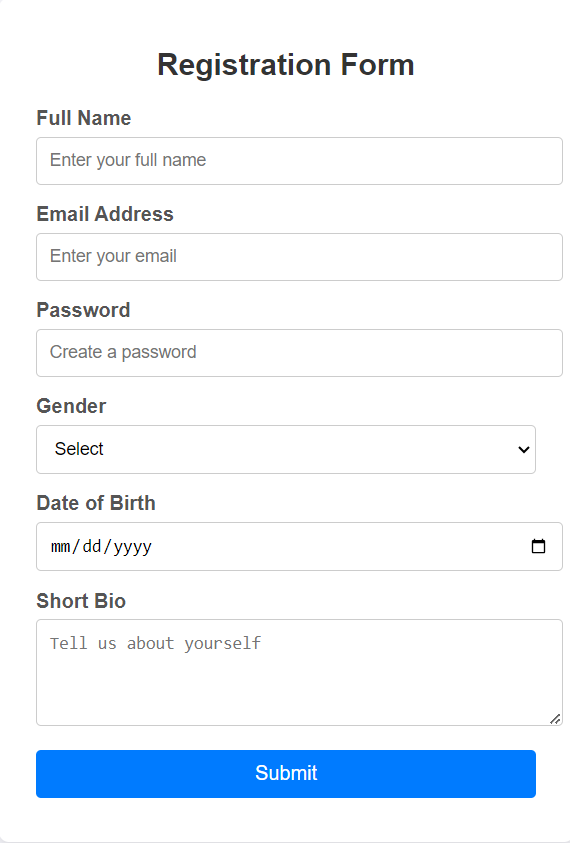 Registration Form
Full Name
Enter your full name
Email Address
Enter your email
Password
Create a password
Gender
Select
Date of Birth
mm/dd/yyyy
Short Bio
Tell us about yourself
Submit